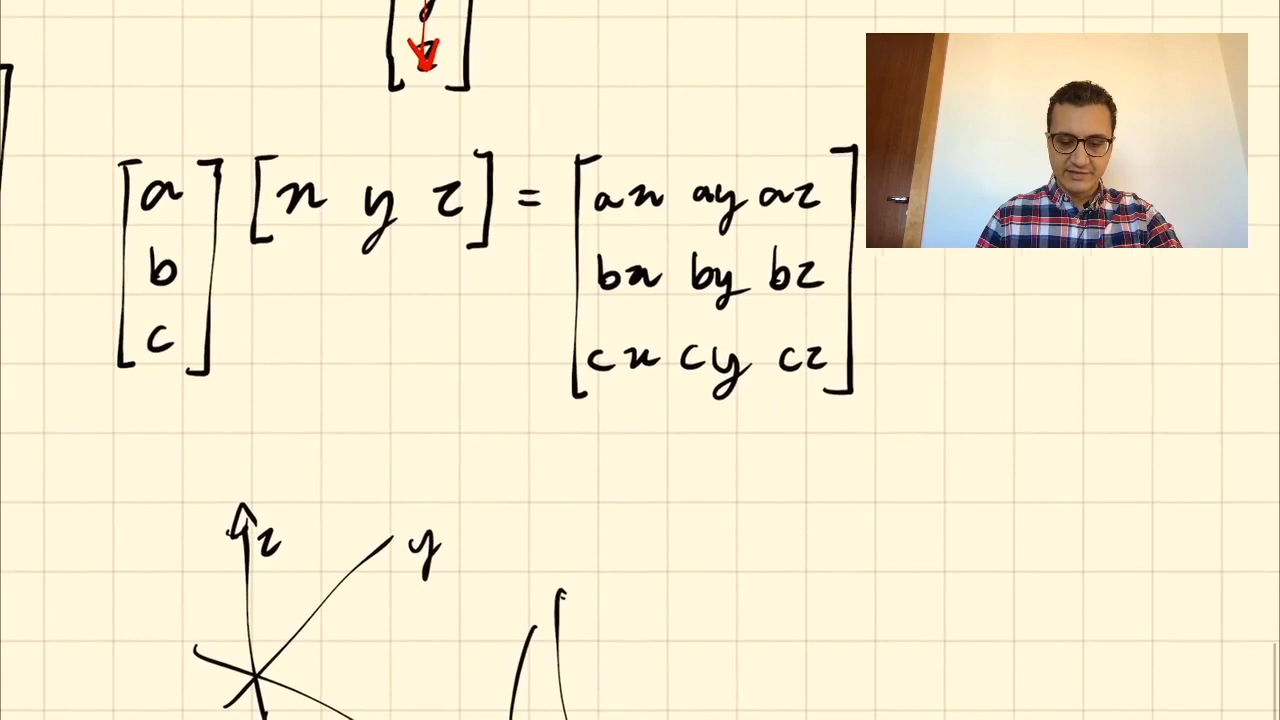 [a b c] [x y z] = [ax ay az
bx by bz
cx cy cz]
z
y